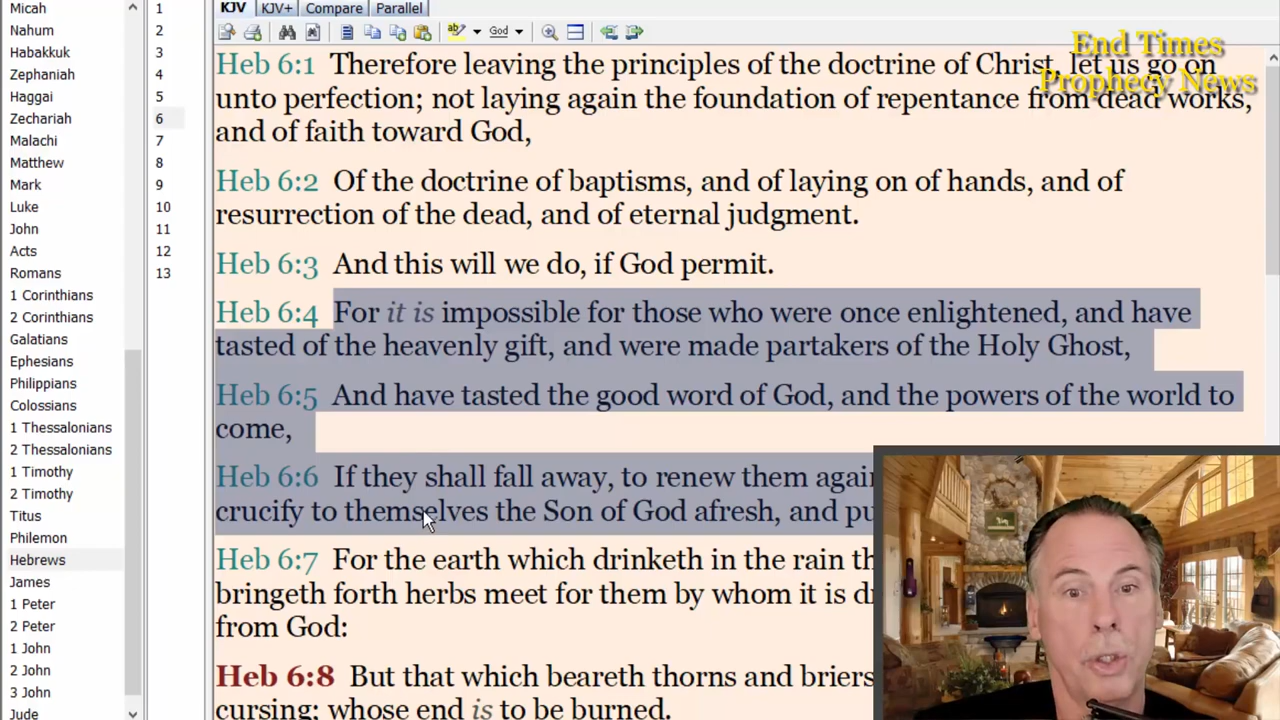 Micah
Nahum
Habakkuk
Zephaniah
Haggai
Zechariah
Malachi
Matthew
Mark
Luke
John
Acts
Romans
1 Corinthians
2 Corinthians
Galatians
Ephesians
Philippians
Colossians
1 Thessalonians
2 Thessalonians
1 Timothy
2 Timothy
Titus
Philemon
Hebrews
James
1 Peter
2 Peter
1 John
2 John
3 John
Jude
1
2
3
4
5
6
7
8
9
10
11
12
13
KJV KJV+ Compare Parallel
ab God
End Times
Prophecy News
Heb 6:1 Therefore leaving the principles of the doctrine of Christ, let us go on
unto perfection; not laying again the foundation of repentance from dead works,
and of faith toward God,
Heb 6:2 Of the doctrine of baptisms, and of laying on of hands, and of
resurrection of the dead, and of eternal judgment.
Heb 6:3 And this will we do, if God permit.
Heb 6:4 For it is impossible for those who were once enlightened, and have
tasted of the heavenly gift, and were made partakers of the Holy Ghost,
Heb 6:5 And have tasted the good word of God, and the powers of the world to
come,
Heb 6:6 If they shall fall away, to renew them again
crucify to themselves the Son of God afresh, and pu
Heb 6:7 For the earth which drinketh in the rain th
bringeth forth herbs meet for them by whom it is dr
from God:
Heb 6:8 But that which beareth thorns and briers
cursing; whose end is to be burned.